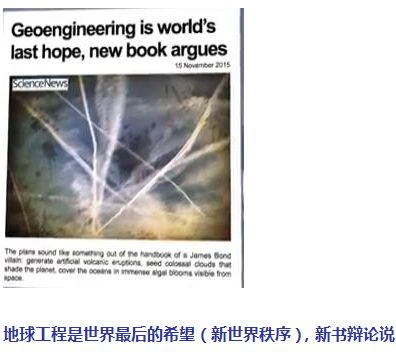 Geoengineering is world's
last hope, new book argues
15 November 2015
ScienceNews
The plans sound like something out of the handbook of a James Bond
villain: generate artificial volcanic eruptions, seed colossal clouds that
shade the planet, cover the oceans in immense algal blooms visible from
space.
地球工程是世界最后的希望（新世界秩序），新书辩论说